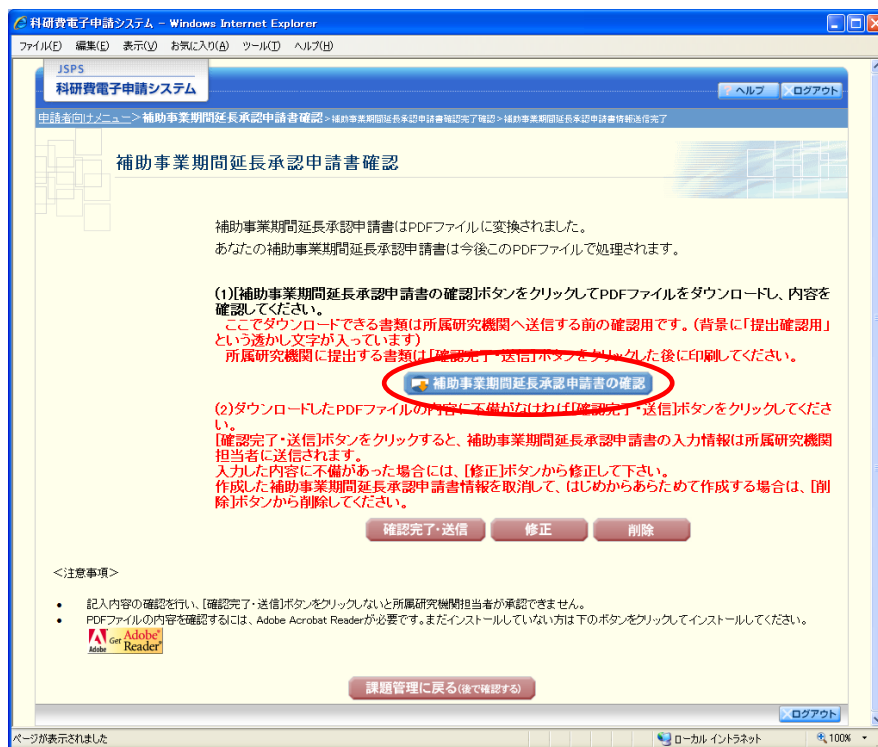 科研費電子申請システム - Windows Internet Explorer
ファイル(F) 編集(E) 表示(V) お気に入り(A) ツール(T) ヘルプ(H)
JSPS
科研費電子申請システム
ヘルプ ログアウト
申請者向けメニュー>補助事業期間延長承認申請書確認>補助事業期間延長承認申請書確認完了確認>補助事業期間延長承認申請書情報送信完了
補助事業期間延長承認申請書確認
補助事業期間延長承認申請書はPDFファイルに変換されました。
あなたの補助事業期間延長承認申請書は今後このPDFファイルで処理されます。
(1)[補助事業期間延長承認申請書の確認]ボタンをクリックしてPDFファイルをダウンロードし、内容を
確認してください。
ここでダウンロードできる書類は所属研究機関へ送信する前の確認用です。(背景に「提出確認用」
という透かし文字が入っています)
所属研究機関に提出する書類は[確認完了・送信]ボタンをクリックした後に印刷してください。
補助事業期間延長承認申請書の確認
(2)ダウンロードしたPDFファイルの内容に不備がなければ[確認完了・送信]ボタンをクリックしてくださ
い。
[確認完了・送信]ボタンをクリックすると、補助事業期間延長承認申請書の入力情報は所属研究機関
担当者に送信されます。
入力した内容に不備があった場合には、[修正]ボタンから修正して下さい。
作成した補助事業期間延長承認申請書情報を取消して、はじめからあらためて作成する場合は、[削
除]ボタンから削除してください。
確認完了・送信 修正 削除
<注意事項>
• 記入内容の確認を行い、[確認完了・送信]ボタンをクリックしないと所属研究機関担当者が承認できません。
• PDFファイルの内容を確認するには、Adobe Acrobat Readerが必要です。まだインストールしていない方は下のボタンをクリックしてインストールしてください。
Adobe Get Adobe® Reader®
課題管理に戻る(後で確認する)
ログアウト
ページが表示されました ローカル イントラネット 100%